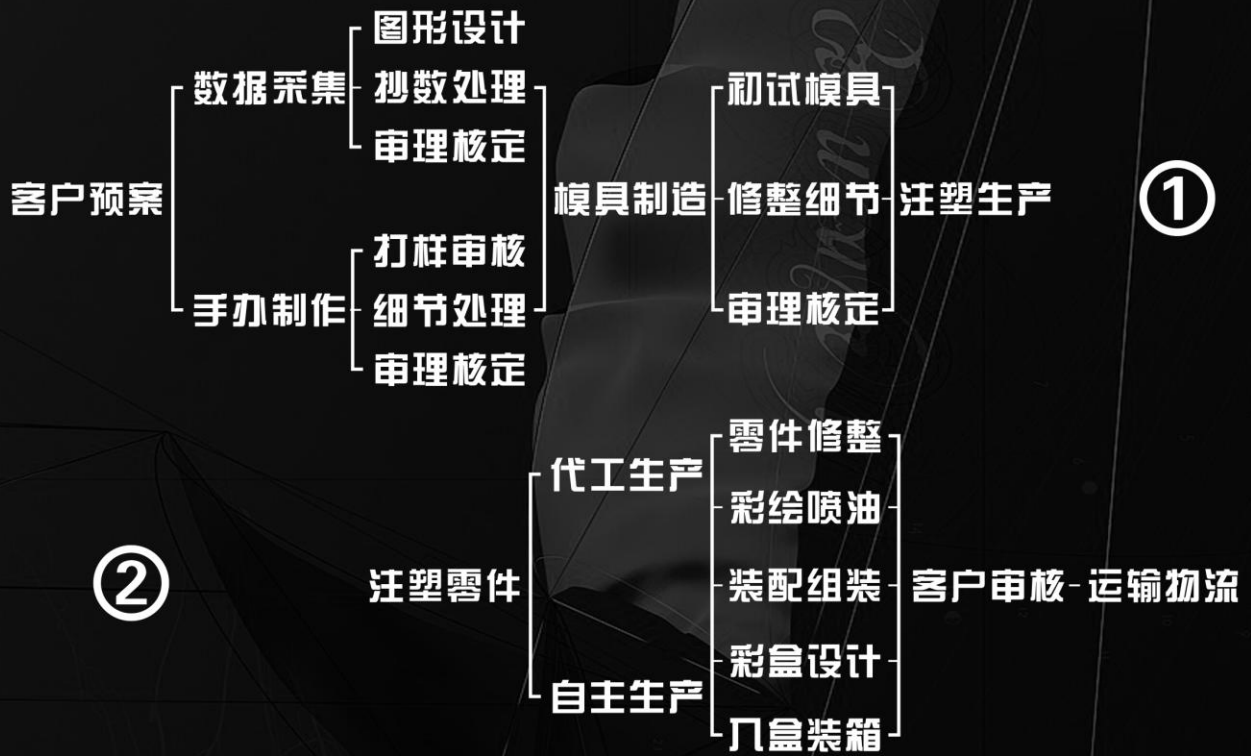 客户预案
数据采集
图形设计
抄数处理
审理核定
手办制作
打样审核
细节处理
审理核定
模具制造
初试模具
修整细节
审理核定
注塑生产
①
②
注塑零件
代工生产
自主生产
零件修整
彩绘喷油
装配组装
彩盒设计
入盒装箱
客户审核
运输物流